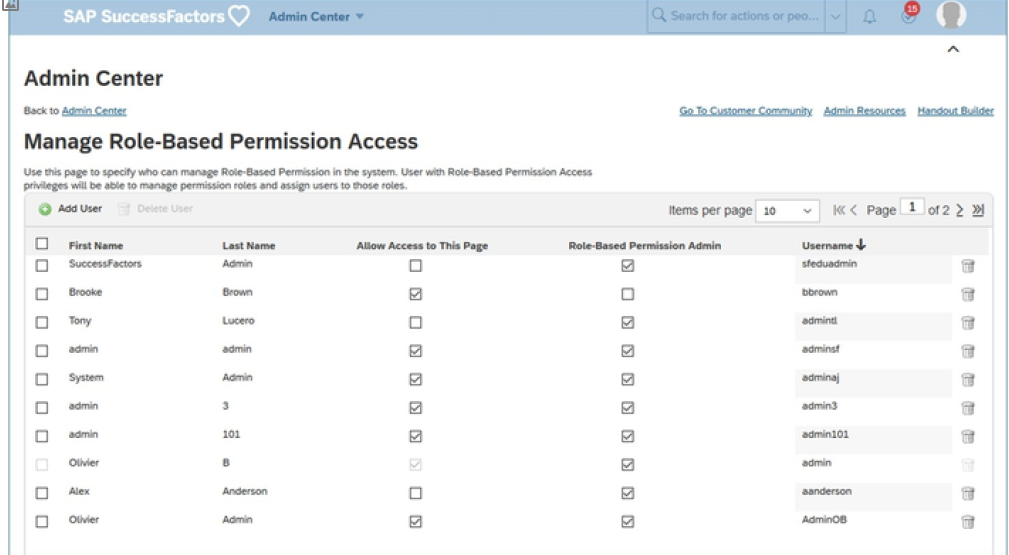 SAP SuccessFactors Admin Center Search for actions or peo... 15
Admin Center
Back to Admin Center Go To Customer Community Admin Resources Handout Builder
Manage Role-Based Permission Access
Use this page to specify who can manage Role-Based Permission in the system. User with Role-Based Permission Access
privileges will be able to manage permission roles and assign users to those roles.
Add User Delete User Items per page 10 Page 1 of 2
First Name Last Name Allow Access to This Page Role-Based Permission Admin Username
SuccessFactors Admin sfeduadmin
Brooke Brown bbrown
Tony Lucero admintl
admin admin adminsf
System Admin adminaj
admin 3 admin3
admin 101 admin101
Olivier B admin
Alex Anderson aanderson
Olivier Admin AdminOB